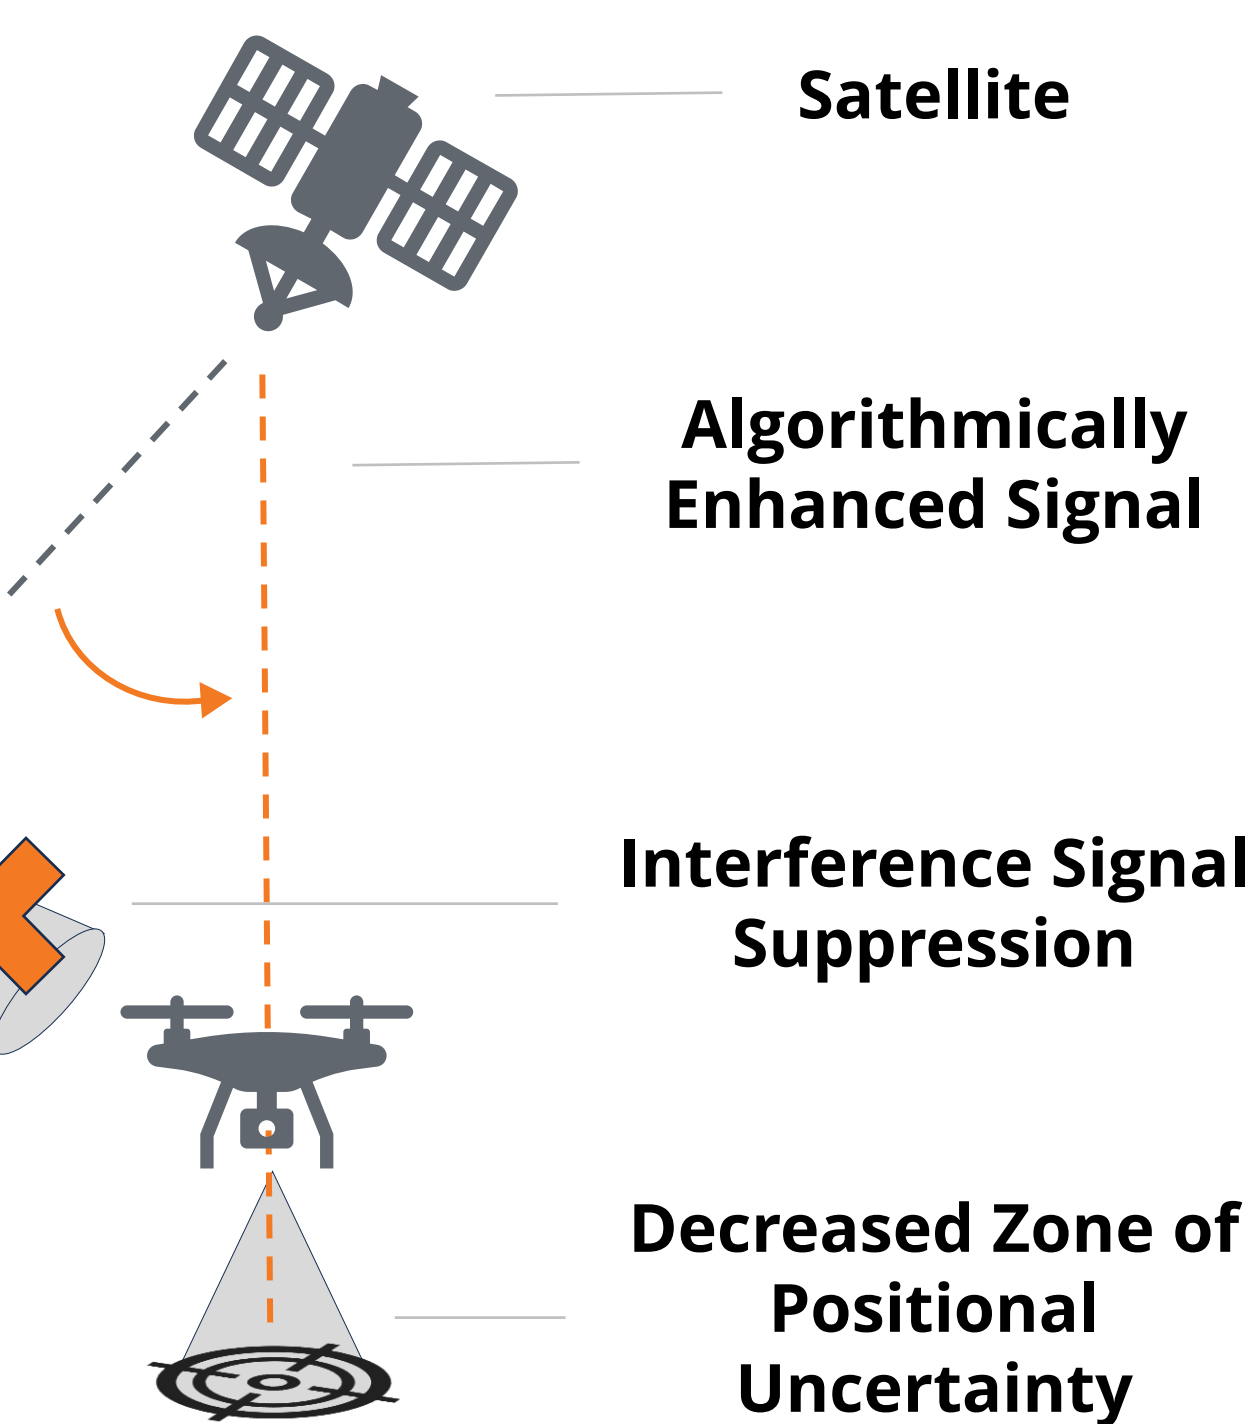 Satellite
Algorithmically
Enhanced Signal
Interference Signal
Suppression
Decreased Zone of
Positional
Uncertainty